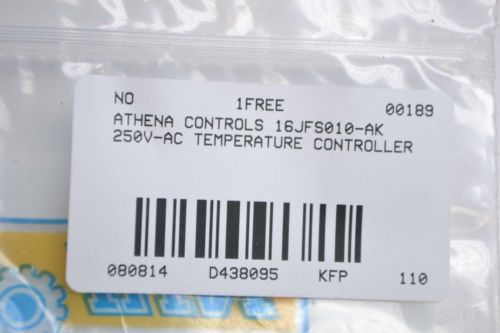 NO 1FREE 00189
ATHENA CONTROLS 16JFS010-AK
250V-AC TEMPERATURE CONTROLLER
080814 D438095 KFP 110